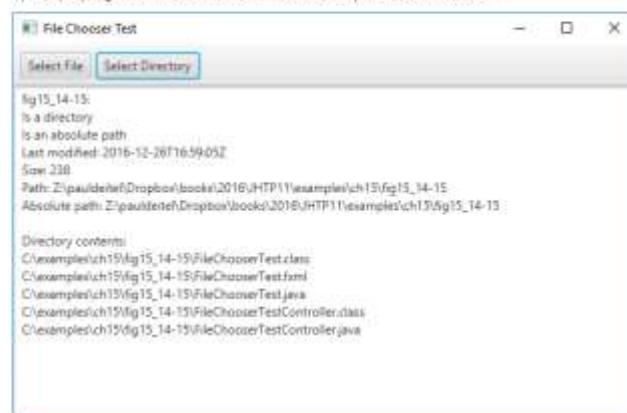 File Chooser Test
Select File Select Directory
fig15_14-15:
Is a directory
Is an absolute path
Last modified: 2016-12-26T16:59:05Z
Size: 238
Path: Z:\pauldeitel\Dropbox\books\2016\JHTP11\examples\ch15\fig15_14-15
Absolute path: Z:\pauldeitel\Dropbox\books\2016\JHTP11\examples\ch15\fig15_14-15
Directory contents:
C:\examples\ch15\fig15_14-15\FileChooserTest.class
C:\examples\ch15\fig15_14-15\FileChooserTest.fxml
C:\examples\ch15\fig15_14-15\FileChooserTest.java
C:\examples\ch15\fig15_14-15\FileChooserTestController.class
C:\examples\ch15\fig15_14-15\FileChooserTestController.java